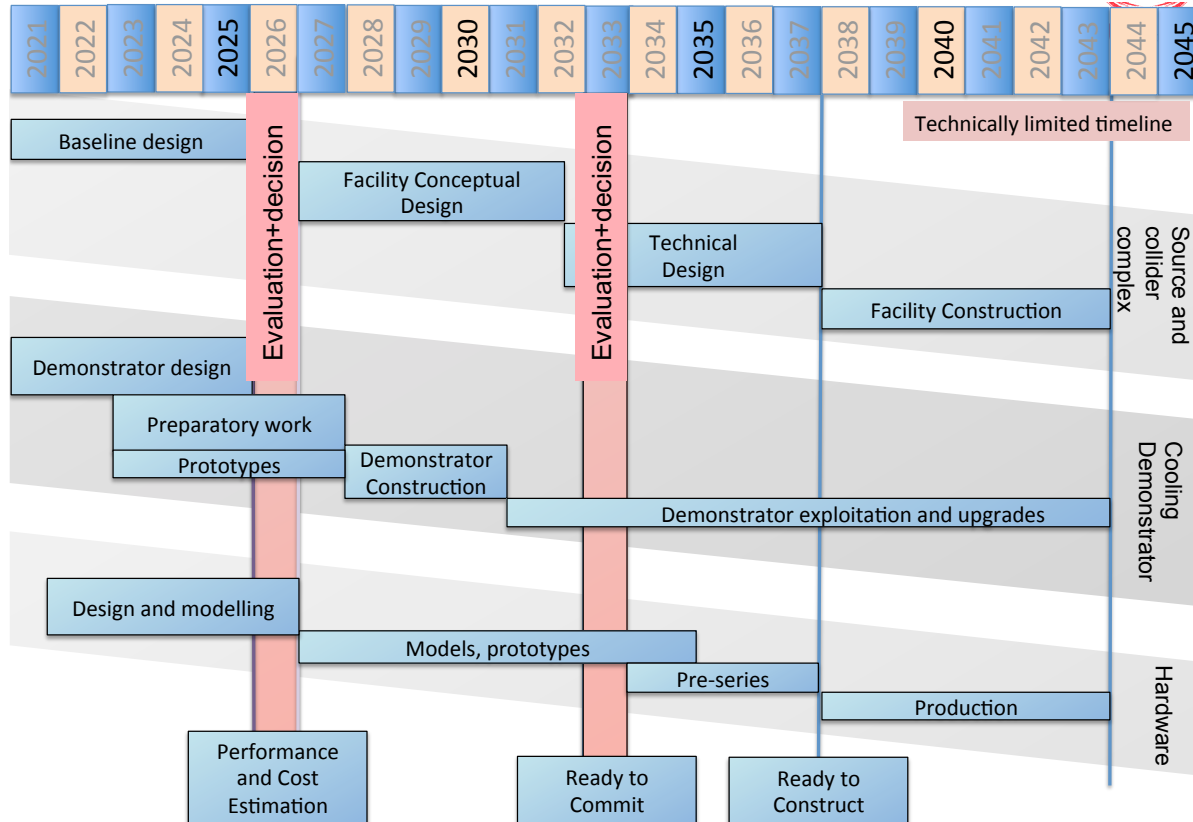 2021 2022 2023 2024 2025 2026 2027 2028 2029 2030 2031 2032 2033 2034 2035 2036 2037 2038 2039 2040 2041 2042 2043 2044 2045
Technically limited timeline
Baseline design
Evaluation+decision
Evaluation+decision
Facility Conceptual
Design
Technical
Design
Facility Construction
Source and
collider
complex
Demonstrator design
Preparatory work
Prototypes
Demonstrator
Construction
Demonstrator exploitation and upgrades
Cooling
Demonstrator
Design and modelling
Models, prototypes
Pre-series
Production
Hardware
Performance
and Cost
Estimation
Ready to
Commit
Ready to
Construct